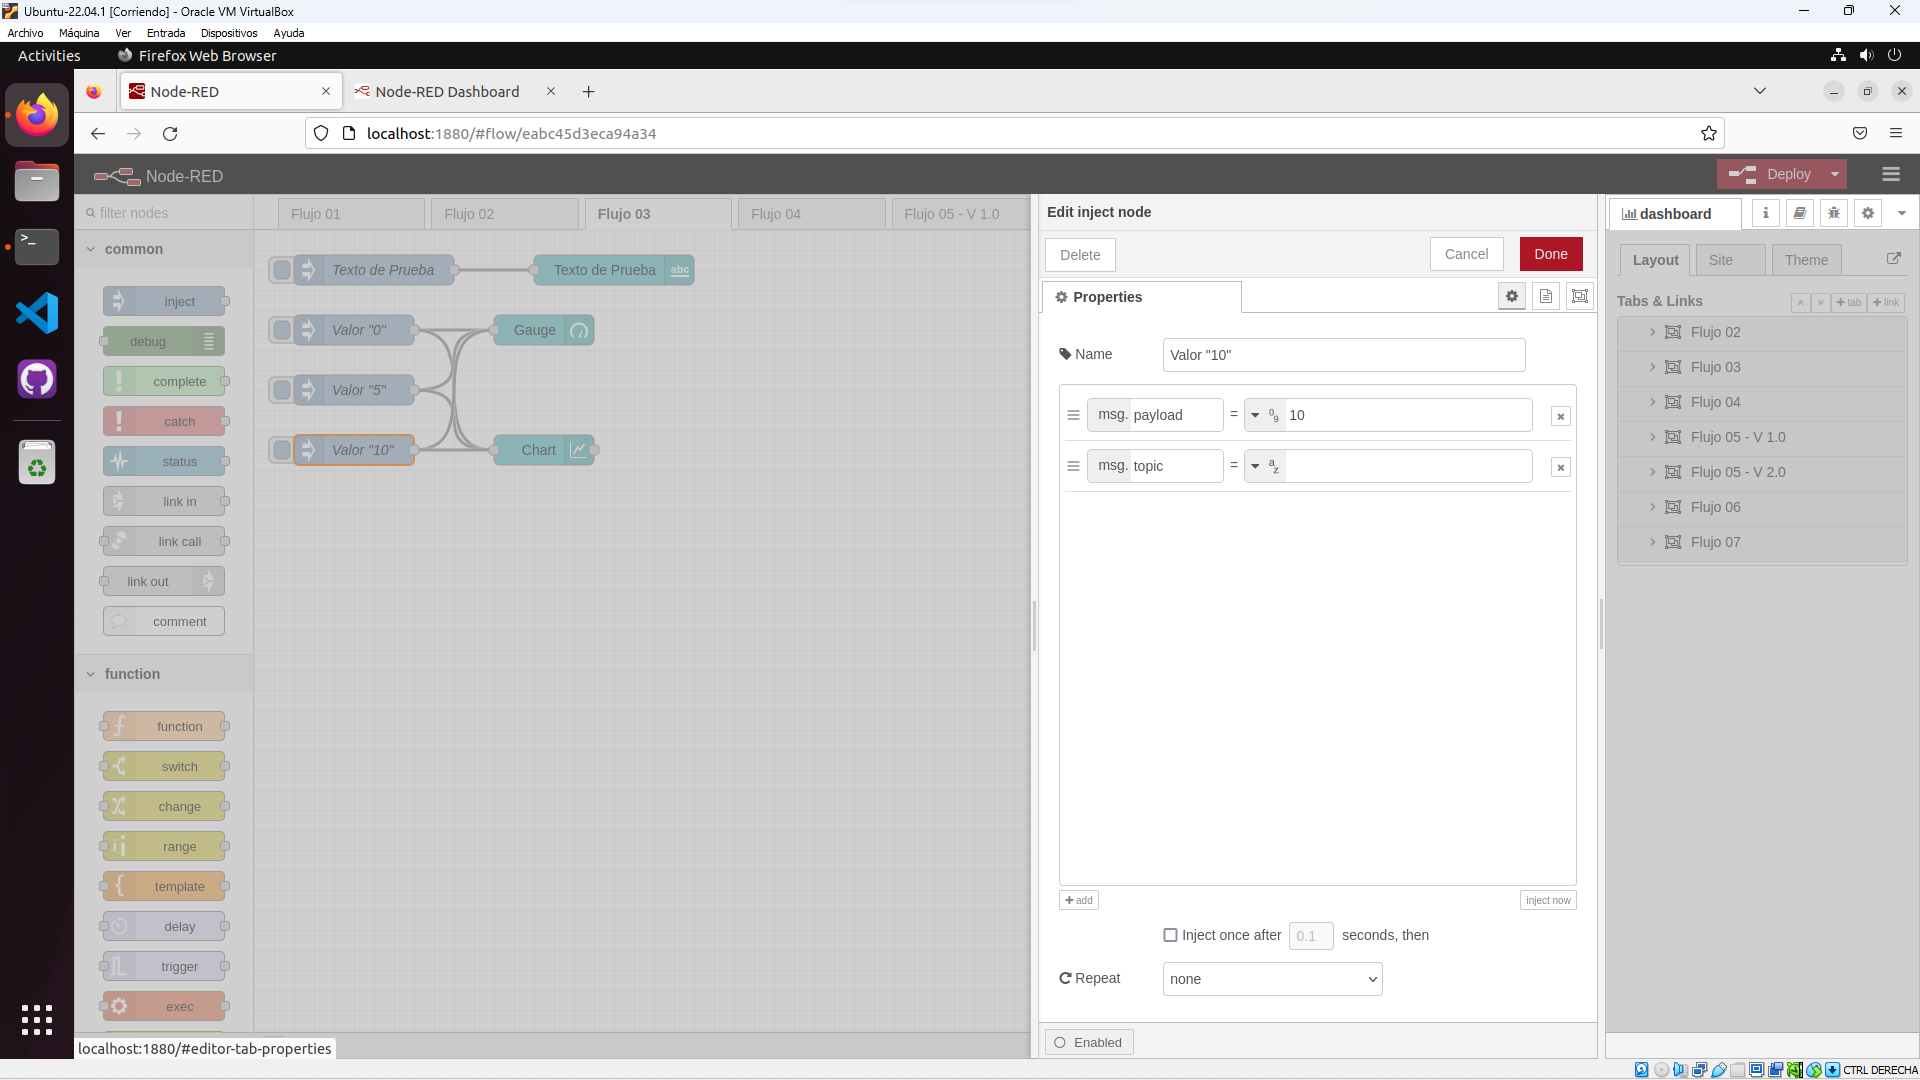 Ubuntu-22.04.1 [Corriendo] - Oracle VM VirtualBox
Archivo Máquina Ver Entrada Dispositivos Ayuda
Activities Firefox Web Browser
Node-RED Node-RED Dashboard
localhost:1880/#flow/eabc45d3eca94a34
Node-RED Deploy
filter nodes
common
inject
debug
complete
catch
status
link in
link call
link out
comment
function
function
switch
change
range
template
delay
trigger
exec
localhost:1880/#editor-tab-properties
Flujo 01 Flujo 02 Flujo 03 Flujo 04 Flujo 05 - V 1.0
Texto de Prueba Texto de Prueba abc
Valor "0" Gauge
Valor "5"
Valor "10" Chart
Edit inject node
Delete Cancel Done
Properties
Name Valor "10"
msg. payload = 0 9 10
msg. topic = a z
add inject now
Inject once after 0.1 seconds, then
Repeat none
Enabled
dashboard
Layout Site Theme
Tabs & Links tab link
Flujo 02
Flujo 03
Flujo 04
Flujo 05 - V 1.0
Flujo 05 - V 2.0
Flujo 06
Flujo 07
CTRL DERECHA